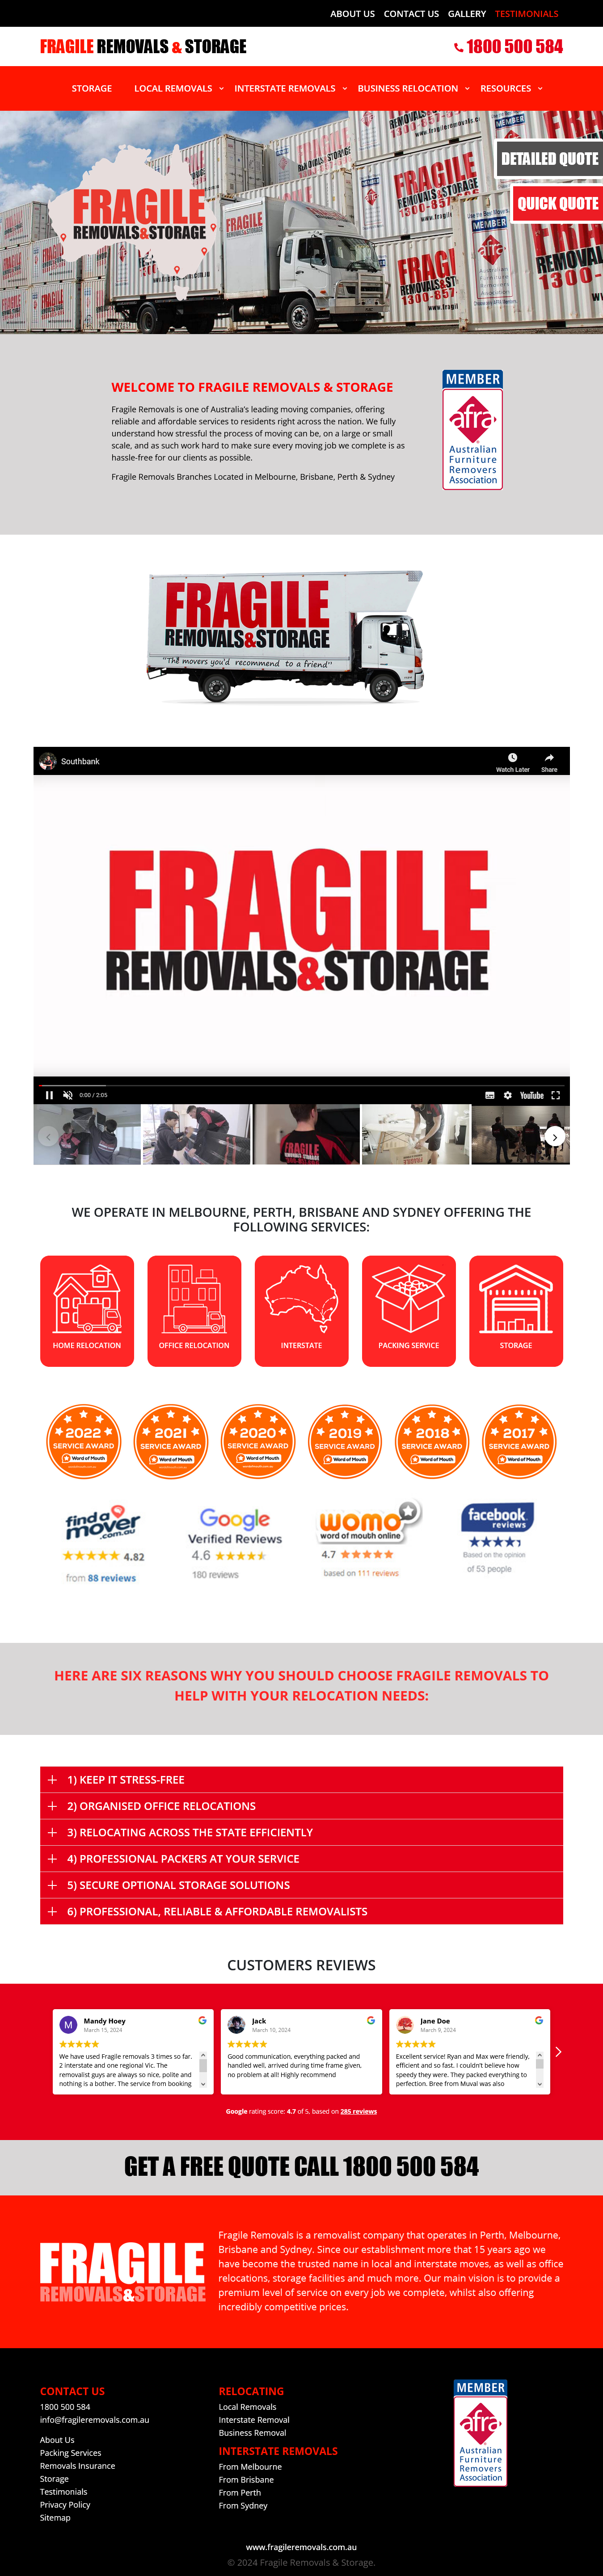 ABOUT US CONTACT US GALLERY TESTIMONIALS
FRAGILE REMOVALS & STORAGE
1800 500 584
STORAGE LOCAL REMOVALS INTERSTATE REMOVALS BUSINESS RELOCATION RESOURCES
DETAILED QUOTE
QUICK QUOTE
FRAGILE
REMOVALS&STORAGE
WELCOME TO FRAGILE REMOVALS & STORAGE
Fragile Removals is one of Australia's leading moving companies, offering
reliable and affordable services to residents right across the nation. We fully
understand how stressful the process of moving can be, on a large or small
scale, and as such work hard to make sure every moving job we complete is as
hassle-free for our clients as possible.
Fragile Removals Branches Located in Melbourne, Brisbane, Perth & Sydney
MEMBER
afra
Australian
Furniture
Removers
Association
FRAGILE
REMOVALS&STORAGE
"The movers you'd recommend to a friend"
Southbank
Watch Later Share
FRAGILE
REMOVALS&STORAGE
0:00 / 2:05
YouTube
WE OPERATE IN MELBOURNE, PERTH, BRISBANE AND SYDNEY OFFERING THE
FOLLOWING SERVICES:
HOME RELOCATION
OFFICE RELOCATION
INTERSTATE
PACKING SERVICE
STORAGE
2022 SERVICE AWARD Word of Mouth
2021 SERVICE AWARD Word of Mouth
2020 SERVICE AWARD Word of Mouth
2019 SERVICE AWARD Word of Mouth
2018 SERVICE AWARD Word of Mouth
2017 SERVICE AWARD Word of Mouth
find a
mover.com.au
4.82
from 88 reviews
Google
Verified Reviews
4.6
180 reviews
womo
word of mouth online
4.7
based on 111 reviews
facebook
reviews
Based on the opinion
of 53 people
HERE ARE SIX REASONS WHY YOU SHOULD CHOOSE FRAGILE REMOVALS TO
HELP WITH YOUR RELOCATION NEEDS:
1) KEEP IT STRESS-FREE
2) ORGANISED OFFICE RELOCATIONS
3) RELOCATING ACROSS THE STATE EFFICIENTLY
4) PROFESSIONAL PACKERS AT YOUR SERVICE
5) SECURE OPTIONAL STORAGE SOLUTIONS
6) PROFESSIONAL, RELIABLE & AFFORDABLE REMOVALISTS
CUSTOMERS REVIEWS
M
Mandy Hoey
March 15, 2024
We have used Fragile removals 3 times so far.
2 interstate and one regional Vic. The
removalist guys are always so nice, polite and
nothing is a bother. The service from booking
Jack
March 10, 2024
Good communication, everything packed and
handled well, arrived during time frame given,
no problem at all! Highly recommend
Jane Doe
March 9, 2024
Excellent service! Ryan and Max were friendly,
efficient and so fast. I couldn't believe how
speedy they were. They packed everything to
perfection. Bree from Muval was also
Google rating score: 4.7 of 5, based on 285 reviews
GET A FREE QUOTE CALL 1800 500 584
FRAGILE
REMOVALS&STORAGE
Fragile Removals is a removalist company that operates in Perth, Melbourne,
Brisbane and Sydney. Since our establishment more that 15 years ago we
have become the trusted name in local and interstate moves, as well as office
relocations, storage facilities and much more. Our main vision is to provide a
premium level of service on every job we complete, whilst also offering
incredibly competitive prices.
CONTACT US
1800 500 584
info@fragileremovals.com.au
About Us
Packing Services
Removals Insurance
Storage
Testimonials
Privacy Policy
Sitemap
RELOCATING
Local Removals
Interstate Removal
Business Removal
INTERSTATE REMOVALS
From Melbourne
From Brisbane
From Perth
From Sydney
MEMBER
afra
Australian
Furniture
Removers
Association
www.fragileremovals.com.au
© 2024 Fragile Removals & Storage.